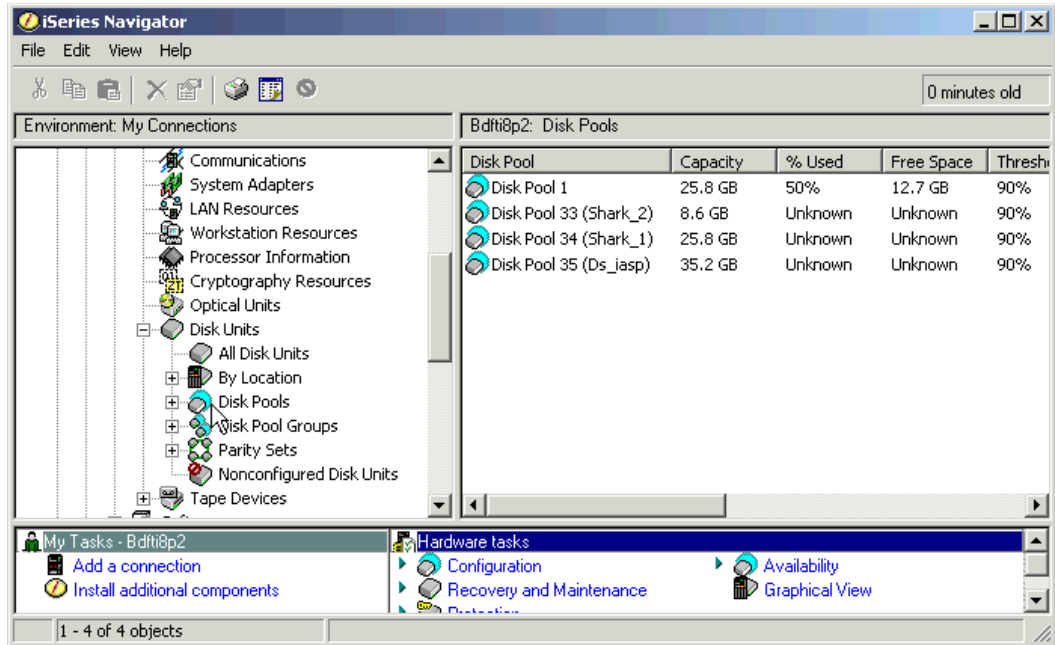 iSeries Navigator
File Edit View Help
0 minutes old
Environment: My Connections
Bdfti8p2: Disk Pools
Communications
System Adapters
LAN Resources
Workstation Resources
Processor Information
Cryptography Resources
Optical Units
Disk Units
All Disk Units
By Location
Disk Pools
Disk Pool Groups
Parity Sets
Nonconfigured Disk Units
Tape Devices
Disk Pool Capacity % Used Free Space Thresh
Disk Pool 1 25.8 GB 50% 12.7 GB 90%
Disk Pool 33 (Shark_2) 8.6 GB Unknown Unknown 90%
Disk Pool 34 (Shark_1) 25.8 GB Unknown Unknown 90%
Disk Pool 35 (Ds_iasp) 35.2 GB Unknown Unknown 90%
My Tasks - Bdfti8p2
Add a connection
Install additional components
Hardware tasks
Configuration Availability
Recovery and Maintenance Graphical View
Protection
1 - 4 of 4 objects